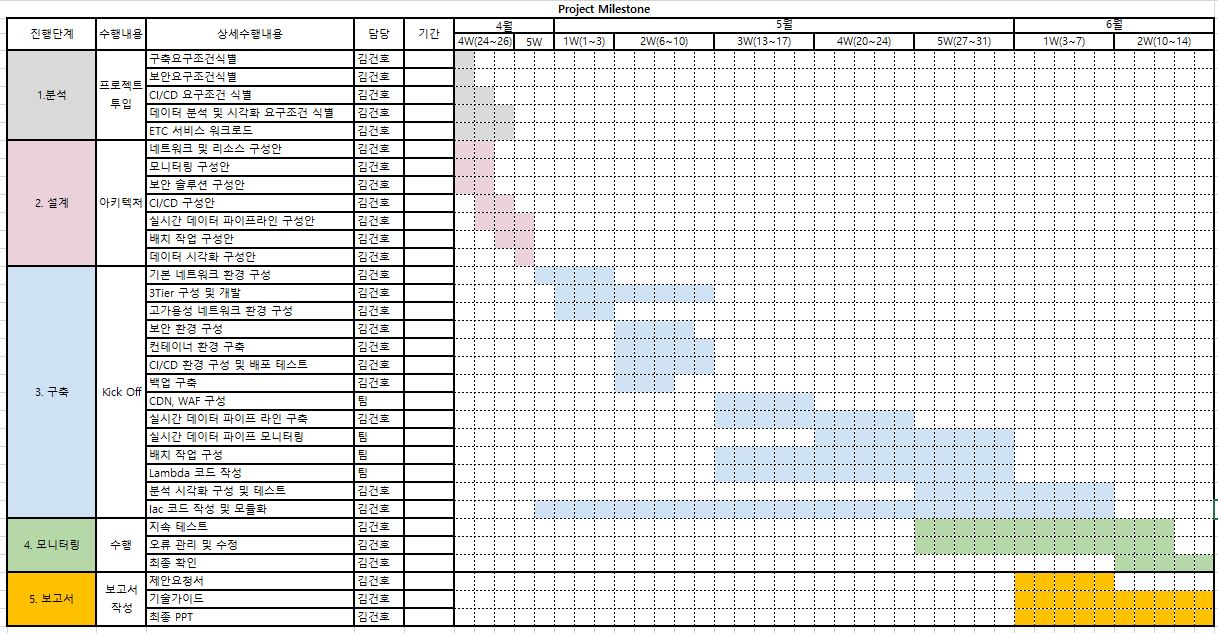 Project Milestone
진행단계 수행내용 상세수행내용 담당 기간 4월 5월 6월
4W(24~26) 5W 1W(1~3) 2W(6~10) 3W(13~17) 4W(20~24) 5W(27~31) 1W(3~7) 2W(10~14)
1.분석 프로젝트 투입
구축요구조건식별 김건호
보안요구조건식별 김건호
CI/CD 요구조건 식별 김건호
데이터 분석 및 시각화 요구조건 식별 김건호
ETC 서비스 워크로드 김건호
2. 설계 아키텍처
네트워크 및 리소스 구성안 김건호
모니터링 구성안 김건호
보안 솔루션 구성안 김건호
CI/CD 구성안 김건호
실시간 데이터 파이프라인 구성안 김건호
배치 작업 구성안 김건호
데이터 시각화 구성안 김건호
3. 구축 Kick Off
기본 네트워크 환경 구성 김건호
3Tier 구성 및 개발 김건호
고가용성 네트워크 환경 구성 김건호
보안 환경 구성 김건호
컨테이너 환경 구축 김건호
CI/CD 환경 구성 및 배포 테스트 김건호
백업 구축 김건호
CDN, WAF 구성 팀
실시간 데이터 파이프 라인 구축 김건호
실시간 데이터 파이프 모니터링 팀
배치 작업 구성 팀
Lambda 코드 작성 팀
분석 시각화 구성 및 테스트 김건호
Iac 코드 작성 및 모듈화 김건호
4. 모니터링 수행
지속 테스트 김건호
오류 관리 및 수정 김건호
최종 확인 김건호
5. 보고서 보고서 작성
제안요청서 김건호
기술가이드 김건호
최종 PPT 김건호